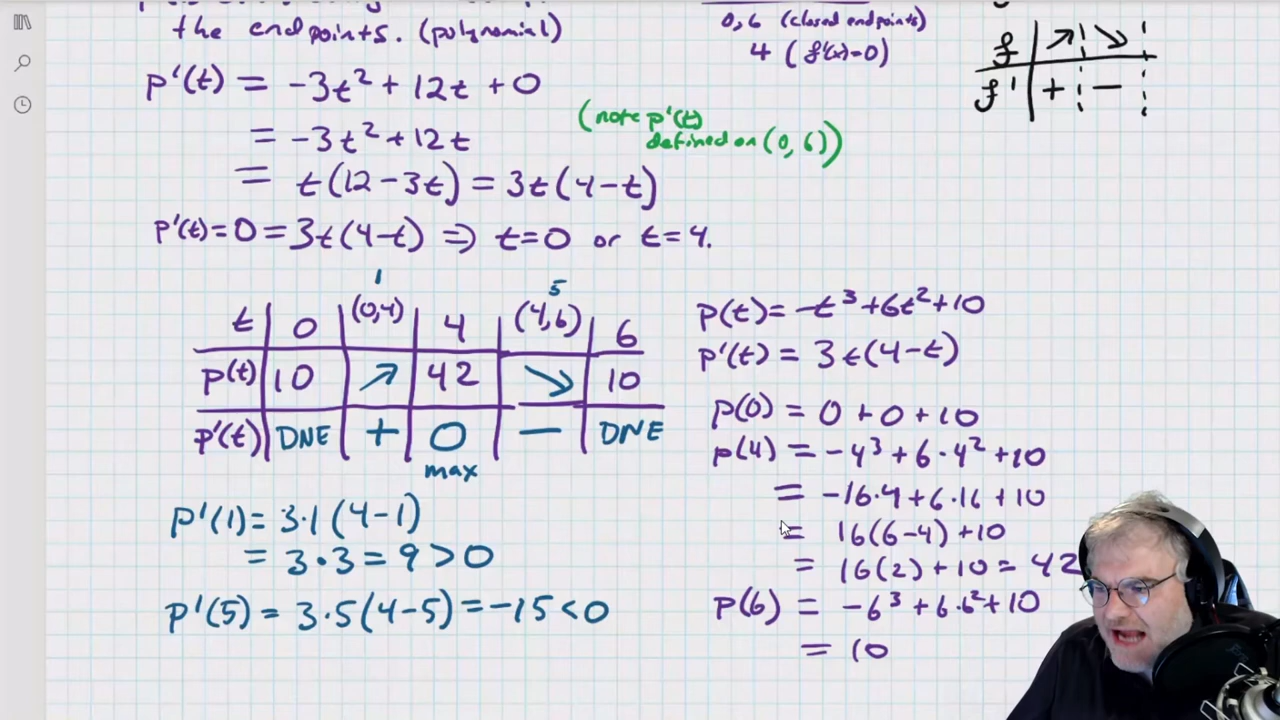 the endpoints. (polynomial)
p'(t) = -3t² + 12t + 0
= -3t² + 12t
= t(12-3t) = 3t(4-t)
p'(t)=0=3t(4-t) ⇒ t=0 or t=4.
0,6 (closed endpoints)
4 (f'(x)=0)
(note p'(t)
defined on (0,6))
f ↗ ↘
f' + -
1 5
t 0 (0,4) 4 (4,6) 6
p(t) 10 ↗ 42 ↘ 10
p'(t) DNE + 0 - DNE
max
p'(1) = 3·1(4-1)
= 3·3 = 9 > 0
p'(5) = 3·5(4-5) = -15 < 0
p(t) = -t³ + 6t² + 10
p'(t) = 3t(4-t)
p(0) = 0 + 0 + 10
p(4) = -4³ + 6·4² + 10
= -16·4 + 6·16 + 10
= 16(6-4) + 10
= 16(2) + 10 = 42
p(6) = -6³ + 6·6² + 10
= 10